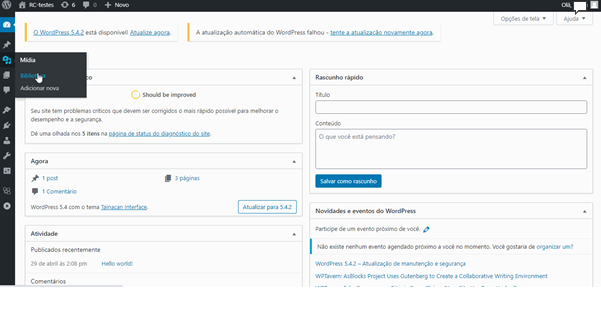 RC-testes 6 0 Novo Olá,
Opções de tela Ajuda
O WordPress 5.4.2 está disponível! Atualize agora.
A atualização automática do WordPress falhou - tente a atualização novamente agora.
Mídia
Biblioteca
Adicionar nova
Should be improved
Seu site tem problemas críticos que devem ser corrigidos o mais rápido possível para melhorar o
desempenho e a segurança.
Dê uma olhada nos 5 itens na página de status do diagnóstico do site.
Agora
1 post 3 páginas
1 Comentário
WordPress 5.4 com o tema Tainacan Interface. Atualizar para 5.4.2
Atividade
Publicados recentemente
29 de abril às 2:08 pm Hello world!
Comentários
Rascunho rápido
Título
Conteúdo
O que você está pensando?
Salvar como rascunho
Novidades e eventos do WordPress
Participe de um evento próximo de você.
Não existe nenhum evento agendado próximo a você no momento. Você gostaria de organizar um?
WordPress 5.4.2 – Atualização de manutenção e segurança
WPTavern: AsBlocks Project Uses Gutenberg to Create a Collaborative Writing Environment